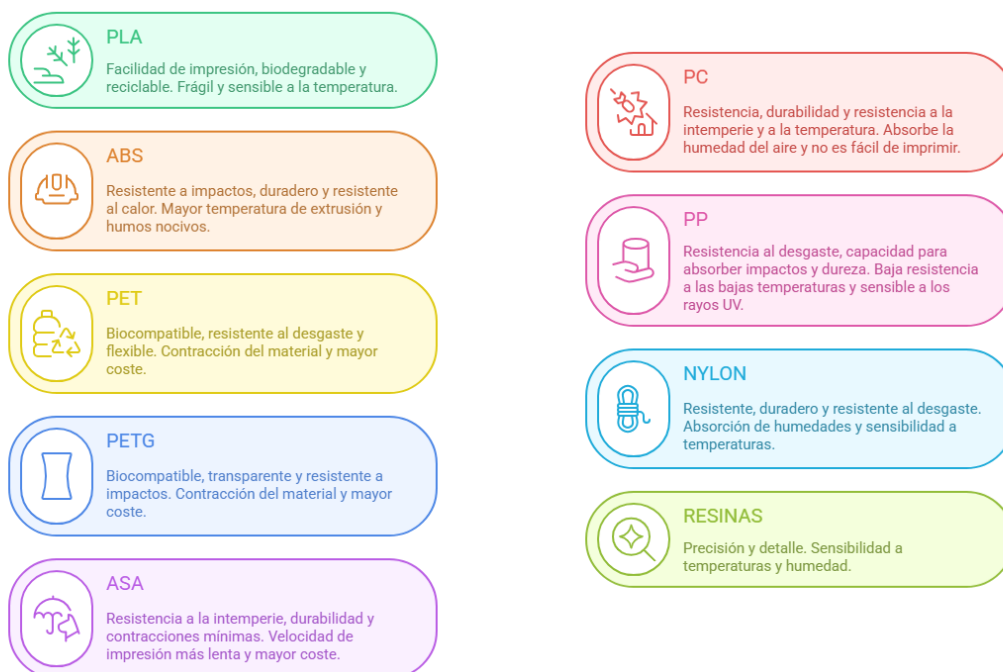 PLA
Facilidad de impresión, biodegradable y
reciclable. Frágil y sensible a la temperatura.
ABS
Resistente a impactos, duradero y resistente
al calor. Mayor temperatura de extrusión y
humos nocivos.
PET
Biocompatible, resistente al desgaste y
flexible. Contracción del material y mayor
coste.
PETG
Biocompatible, transparente y resistente a
impactos. Contracción del material y mayor
coste.
ASA
Resistencia a la intemperie, durabilidad y
contracciones mínimas. Velocidad de
impresión más lenta y mayor coste.
PC
Resistencia, durabilidad y resistencia a la
intemperie y a la temperatura. Absorbe la
humedad del aire y no es fácil de imprimir.
PP
Resistencia al desgaste, capacidad para
absorber impactos y dureza. Baja resistencia
a las bajas temperaturas y sensible a los
rayos UV.
NYLON
Resistente, duradero y resistente al desgaste.
Absorción de humedades y sensibilidad a
temperaturas.
RESINAS
Precisión y detalle. Sensibilidad a
temperaturas y humedad.